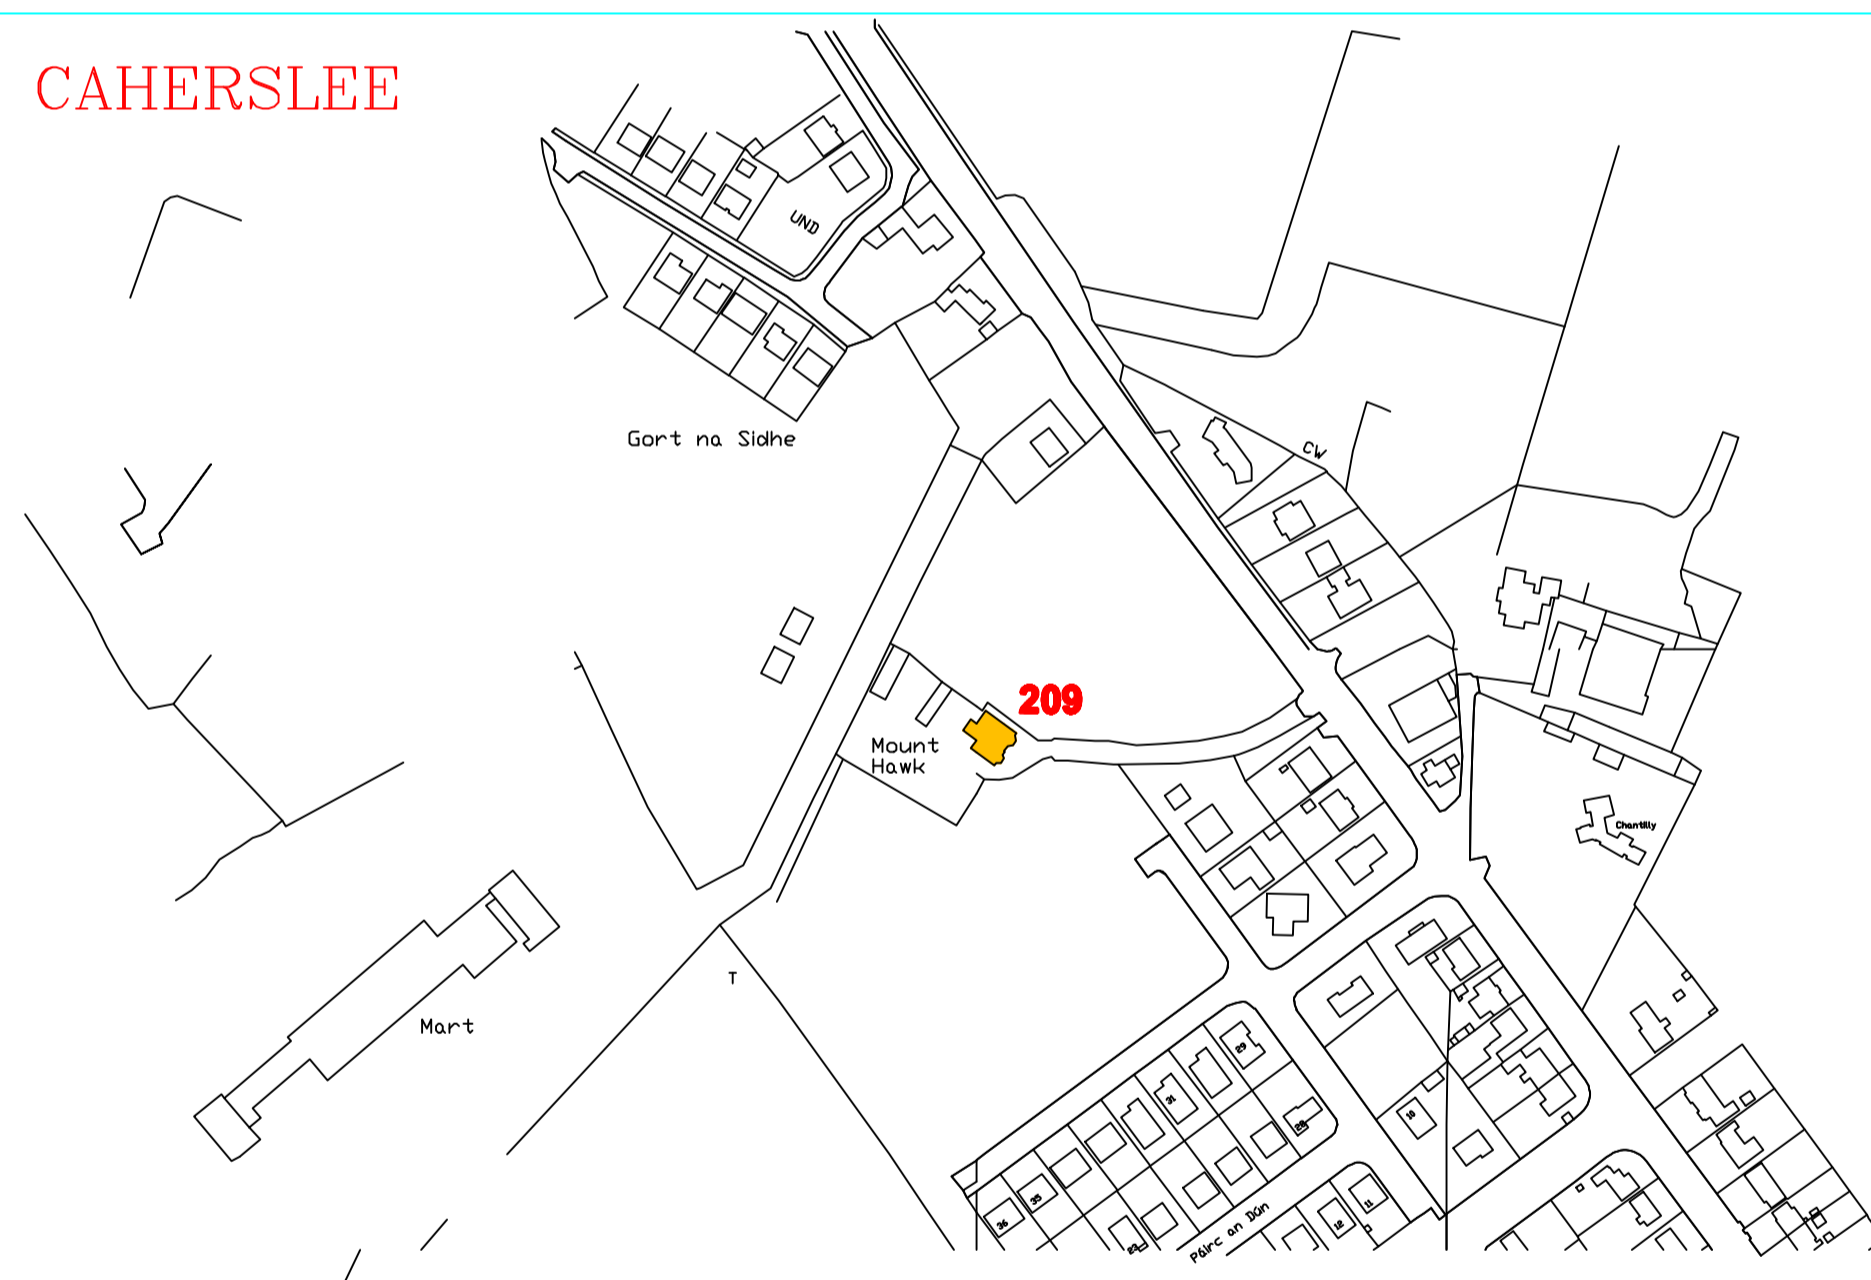 CAHERSLEE
UND
Gort na Sidhe
CW
209
Mount
Hawk
Chantilly
T
Mart
29
31
28
10
35
36
23
11
12
Páirc an Dún